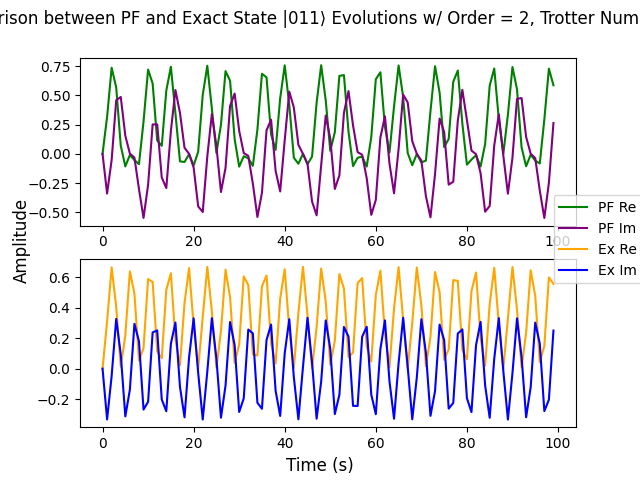 rison between PF and Exact State |011⟩ Evolutions w/ Order = 2, Trotter Num
0.75
0.50
0.25
0.00
−0.25
−0.50
0 20 40 60 80 100
PF Re
PF Im
Ex Re
Ex Im
Amplitude
0.6
0.4
0.2
0.0
−0.2
0 20 40 60 80 100
Time (s)